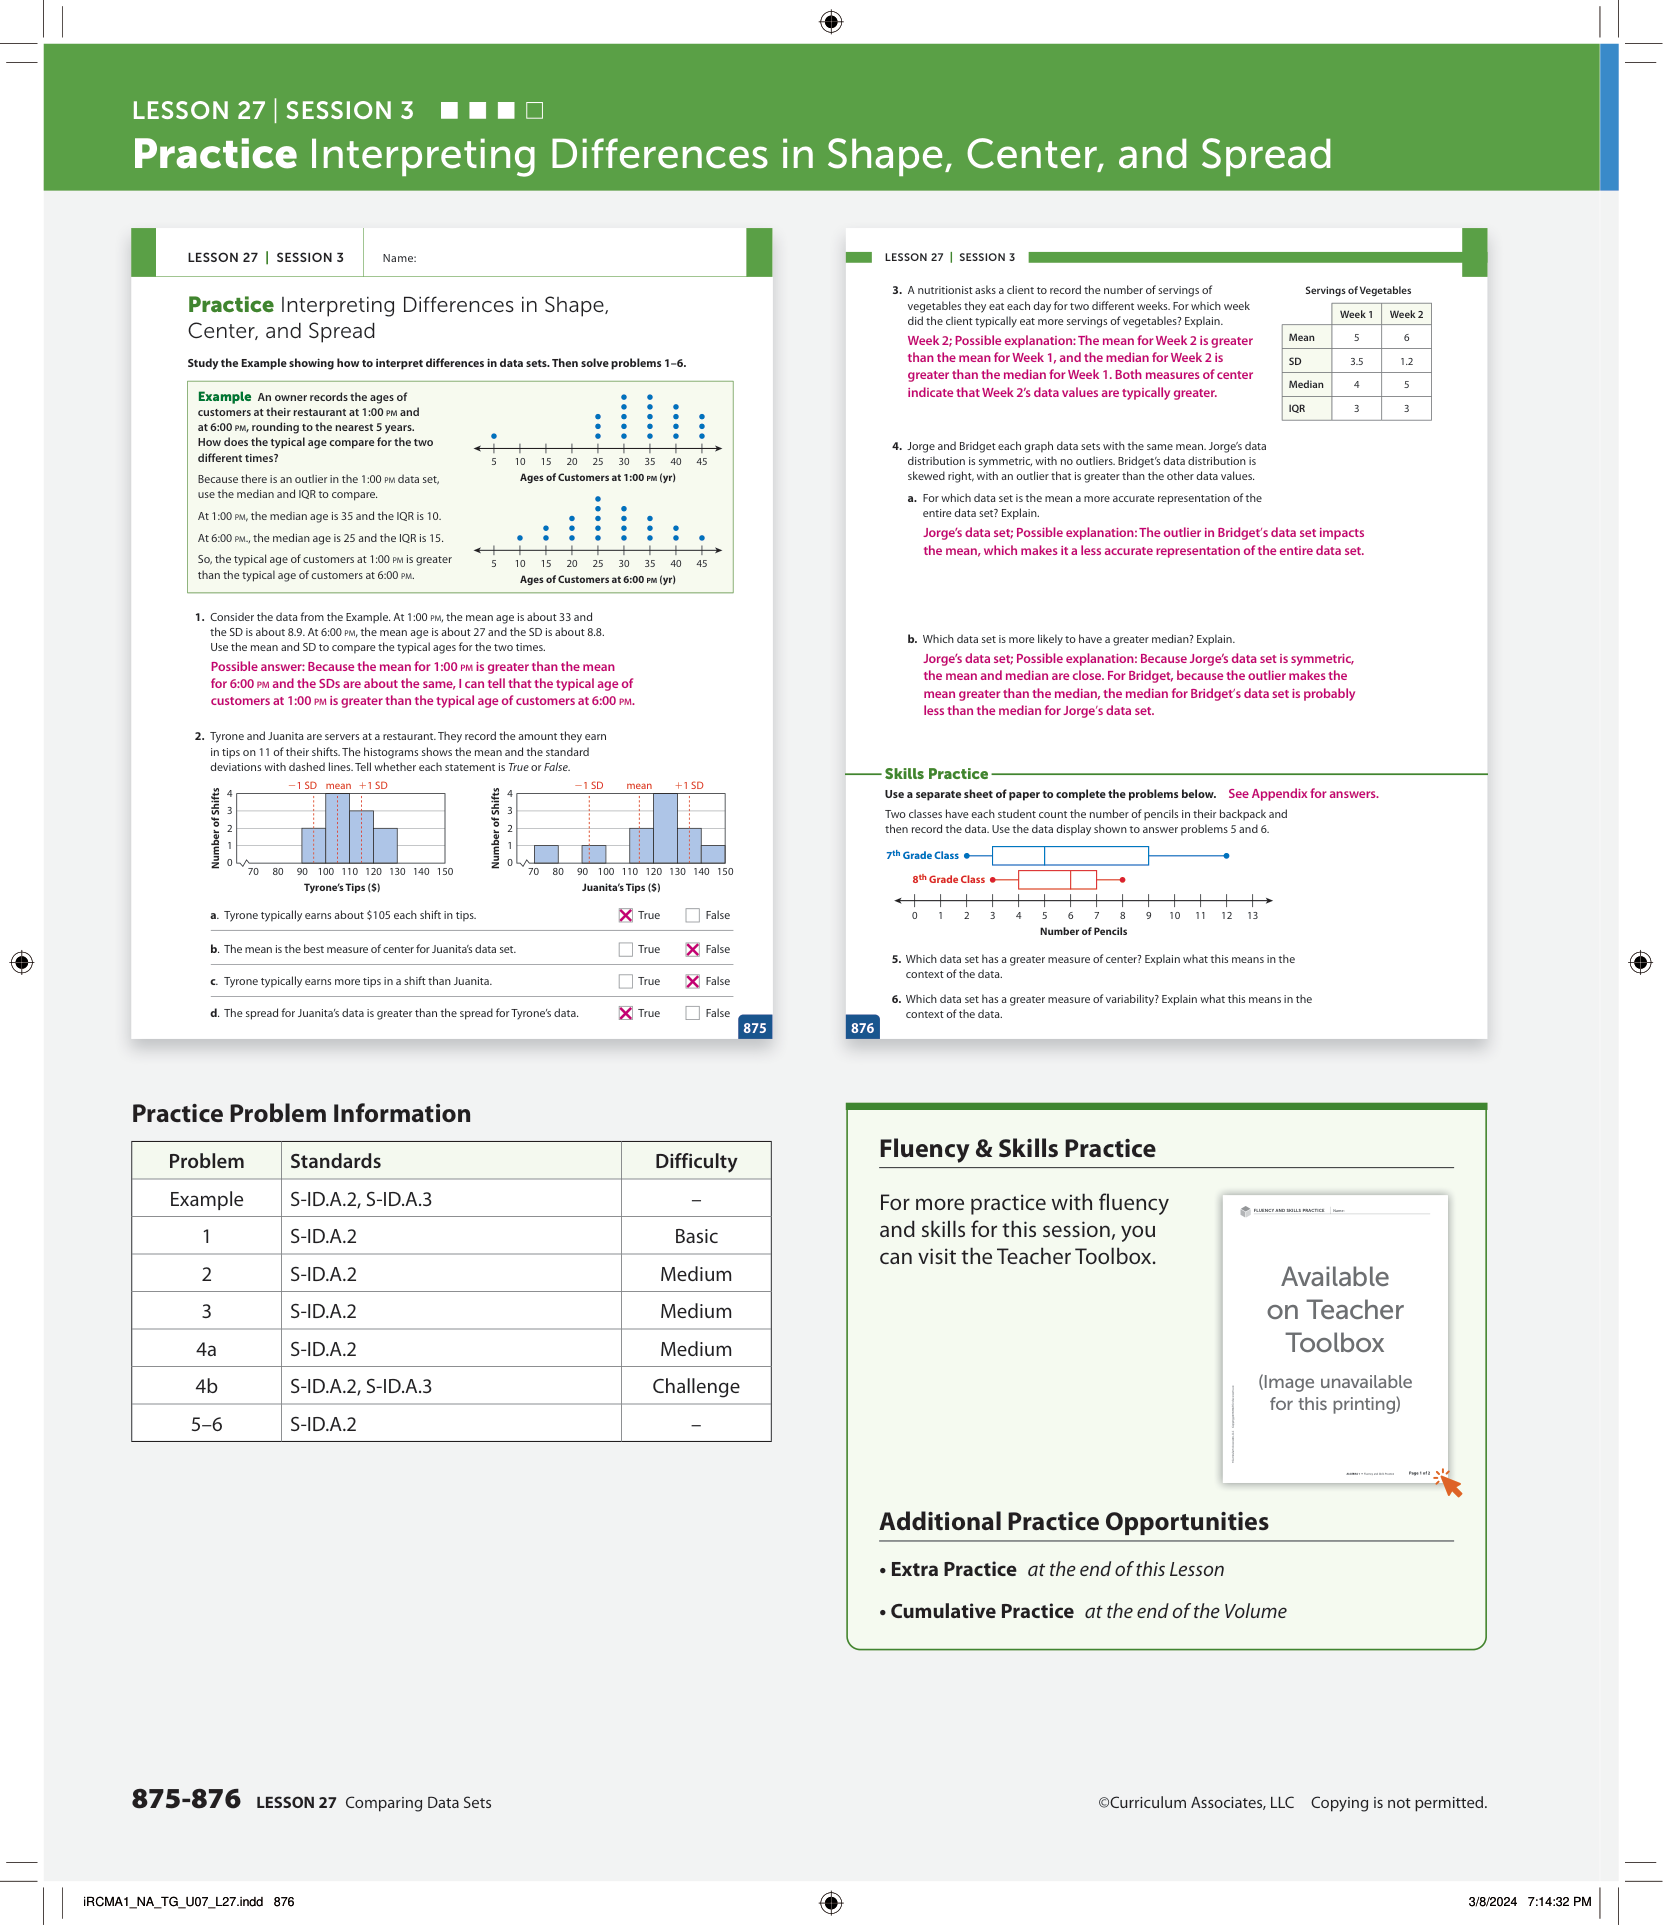 LESSON 27 | SESSION 3
Practice Interpreting Differences in Shape, Center, and Spread
LESSON 27 | SESSION 3
Name:
Practice Interpreting Differences in Shape,
Center, and Spread
Study the Example showing how to interpret differences in data sets. Then solve problems 1–6.
Example An owner records the ages of
customers at their restaurant at 1:00 PM and
at 6:00 PM, rounding to the nearest 5 years.
How does the typical age compare for the two
different times?
Because there is an outlier in the 1:00 PM data set,
use the median and IQR to compare.
At 1:00 PM, the median age is 35 and the IQR is 10.
At 6:00 PM., the median age is 25 and the IQR is 15.
So, the typical age of customers at 1:00 PM is greater
than the typical age of customers at 6:00 PM.
5 10 15 20 25 30 35 40 45
Ages of Customers at 1:00 PM (yr)
5 10 15 20 25 30 35 40 45
Ages of Customers at 6:00 PM (yr)
1. Consider the data from the Example. At 1:00 PM, the mean age is about 33 and
the SD is about 8.9. At 6:00 PM, the mean age is about 27 and the SD is about 8.8.
Use the mean and SD to compare the typical ages for the two times.
Possible answer: Because the mean for 1:00 PM is greater than the mean
for 6:00 PM and the SDs are about the same, I can tell that the typical age of
customers at 1:00 PM is greater than the typical age of customers at 6:00 PM.
2. Tyrone and Juanita are servers at a restaurant. They record the amount they earn
in tips on 11 of their shifts. The histograms shows the mean and the standard
deviations with dashed lines. Tell whether each statement is True or False.
−1 SD mean +1 SD
Number of Shifts
4
3
2
1
0
70 80 90 100 110 120 130 140 150
Tyrone's Tips ($)
−1 SD mean +1 SD
Number of Shifts
4
3
2
1
0
70 80 90 100 110 120 130 140 150
Juanita's Tips ($)
a. Tyrone typically earns about $105 each shift in tips. True False
b. The mean is the best measure of center for Juanita's data set. True False
c. Tyrone typically earns more tips in a shift than Juanita. True False
d. The spread for Juanita's data is greater than the spread for Tyrone's data. True False
875
LESSON 27 | SESSION 3
3. A nutritionist asks a client to record the number of servings of
vegetables they eat each day for two different weeks. For which week
did the client typically eat more servings of vegetables? Explain.
Week 2; Possible explanation: The mean for Week 2 is greater
than the mean for Week 1, and the median for Week 2 is
greater than the median for Week 1. Both measures of center
indicate that Week 2's data values are typically greater.
Servings of Vegetables
Week 1 Week 2
Mean 5 6
SD 3.5 1.2
Median 4 5
IQR 3 3
4. Jorge and Bridget each graph data sets with the same mean. Jorge's data
distribution is symmetric, with no outliers. Bridget's data distribution is
skewed right, with an outlier that is greater than the other data values.
a. For which data set is the mean a more accurate representation of the
entire data set? Explain.
Jorge's data set; Possible explanation: The outlier in Bridget's data set impacts
the mean, which makes it a less accurate representation of the entire data set.
b. Which data set is more likely to have a greater median? Explain.
Jorge's data set; Possible explanation: Because Jorge's data set is symmetric,
the mean and median are close. For Bridget, because the outlier makes the
mean greater than the median, the median for Bridget's data set is probably
less than the median for Jorge's data set.
Skills Practice
Use a separate sheet of paper to complete the problems below. See Appendix for answers.
Two classes have each student count the number of pencils in their backpack and
then record the data. Use the data display shown to answer problems 5 and 6.
7th Grade Class
8th Grade Class
0 1 2 3 4 5 6 7 8 9 10 11 12 13
Number of Pencils
5. Which data set has a greater measure of center? Explain what this means in the
context of the data.
6. Which data set has a greater measure of variability? Explain what this means in the
context of the data.
876
Practice Problem Information
Problem Standards Difficulty
Example S-ID.A.2, S-ID.A.3 –
1 S-ID.A.2 Basic
2 S-ID.A.2 Medium
3 S-ID.A.2 Medium
4a S-ID.A.2 Medium
4b S-ID.A.2, S-ID.A.3 Challenge
5–6 S-ID.A.2 –
Fluency & Skills Practice
For more practice with fluency
and skills for this session, you
can visit the Teacher Toolbox.
FLUENCY AND SKILLS PRACTICE Name:
Available
on Teacher
Toolbox
(Image unavailable
for this printing)
Page 1 of 2
Additional Practice Opportunities
• Extra Practice at the end of this Lesson
• Cumulative Practice at the end of the Volume
875-876 LESSON 27 Comparing Data Sets
©Curriculum Associates, LLC Copying is not permitted.
iRCMA1_NA_TG_U07_L27.indd 876
3/8/2024 7:14:32 PM